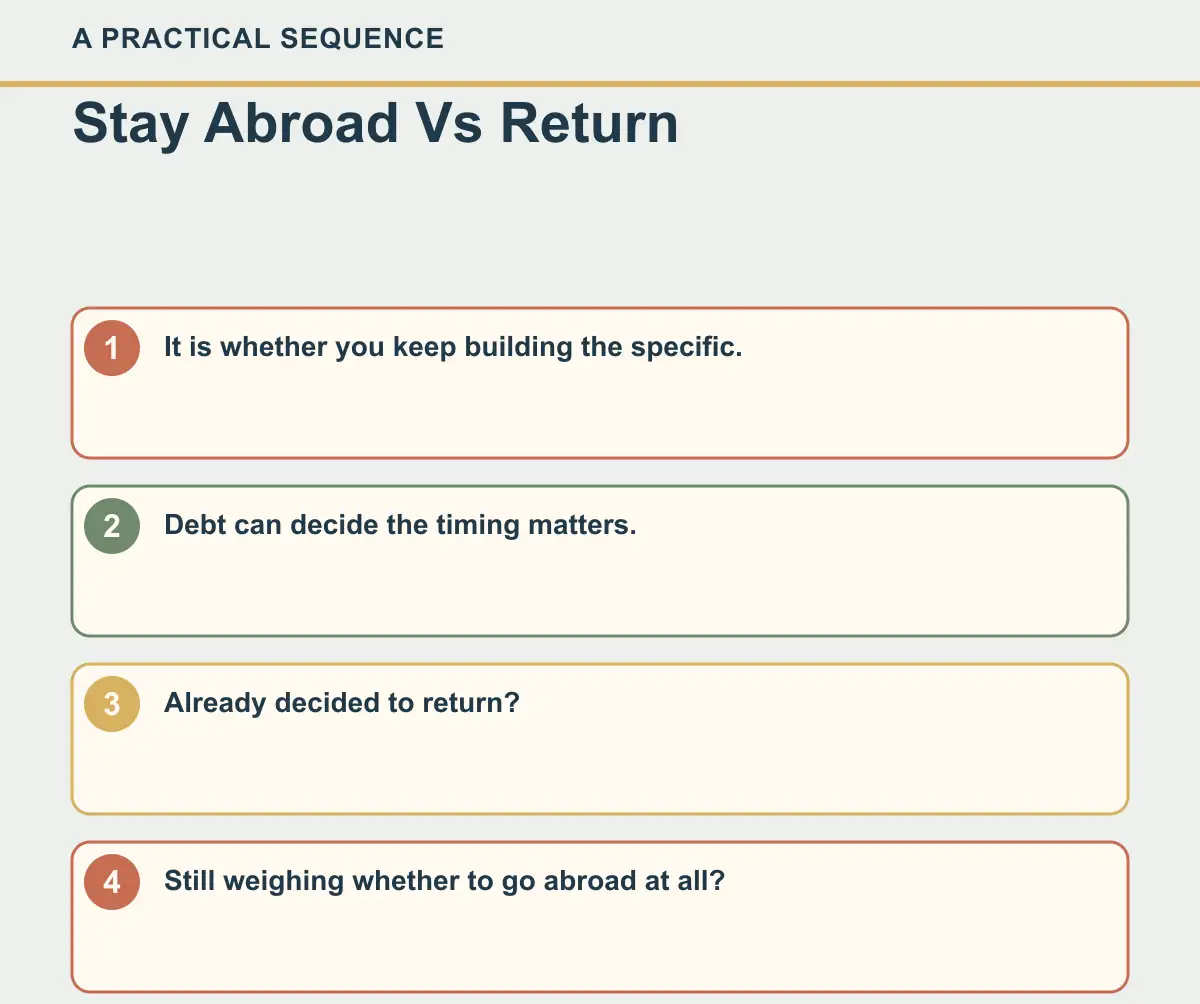 A PRACTICAL SEQUENCE
Stay Abroad Vs Return
1 It is whether you keep building the specific.
2 Debt can decide the timing matters.
3 Already decided to return?
4 Still weighing whether to go abroad at all?